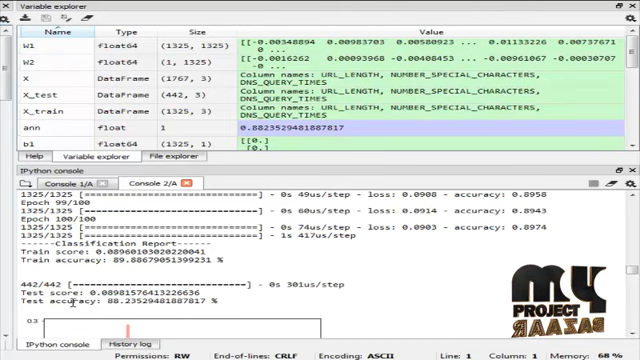 Name Type Size Value
W1 float64 (1325, 1325) [[-0.00348894 0.00983703 0.00580923 ... 0.01133226 0.00737671
0 ...
W2 float64 (1, 1325) [[-0.0016262 0.00093968 -0.00408453 ... -0.00961067 -0.00030707
0 ...
X DataFrame (1767, 3) Column names: URL_LENGTH, NUMBER_SPECIAL_CHARACTERS,
DNS_QUERY_TIMES
X_test DataFrame (442, 3) Column names: URL_LENGTH, NUMBER_SPECIAL_CHARACTERS,
DNS_QUERY_TIMES
X_train DataFrame (1325, 3) Column names: URL_LENGTH, NUMBER_SPECIAL_CHARACTERS,
DNS_QUERY_TIMES
ann float 1 0.8823529481887817
b1 float64 (1325, 1) [[0.]
[0.]
Help Variable explorer File explorer
IPython console
Console 1/A Console 2/A
1325/1325 [==============================] - 0s 49us/step - loss: 0.0908 - accuracy: 0.8958
Epoch 99/100
1325/1325 [==============================] - 0s 60us/step - loss: 0.0914 - accuracy: 0.8943
Epoch 100/100
1325/1325 [==============================] - 0s 74us/step - loss: 0.0903 - accuracy: 0.8974
1325/1325 [==============================] - 1s 417us/step
------Classification Report------
Train score: 0.08960103020220041
Train accuracy: 89.88679051399231 %
442/442 [==============================] - 0s 301us/step
Test score: 0.08981576413226636
Test accuracy: 88.23529481887817 %
0.3
my
PROJECT
BAZAAR
IPython console History log
Permissions: RW End-of-lines: CRLF Encoding: ASCII Line: 1 Column: 1 Memory: 68 %